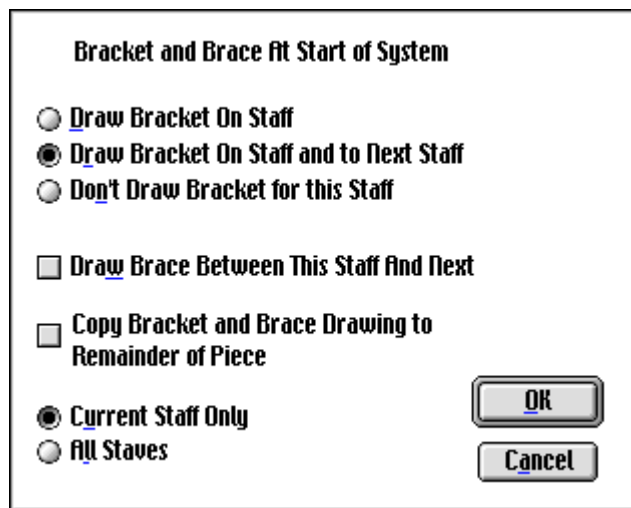 Bracket and Brace At Start of System
Draw Bracket On Staff
Draw Bracket On Staff and to Next Staff
Don't Draw Bracket for this Staff
Draw Brace Between This Staff And Next
Copy Bracket and Brace Drawing to
Remainder of Piece
Current Staff Only
All Staves
OK
Cancel